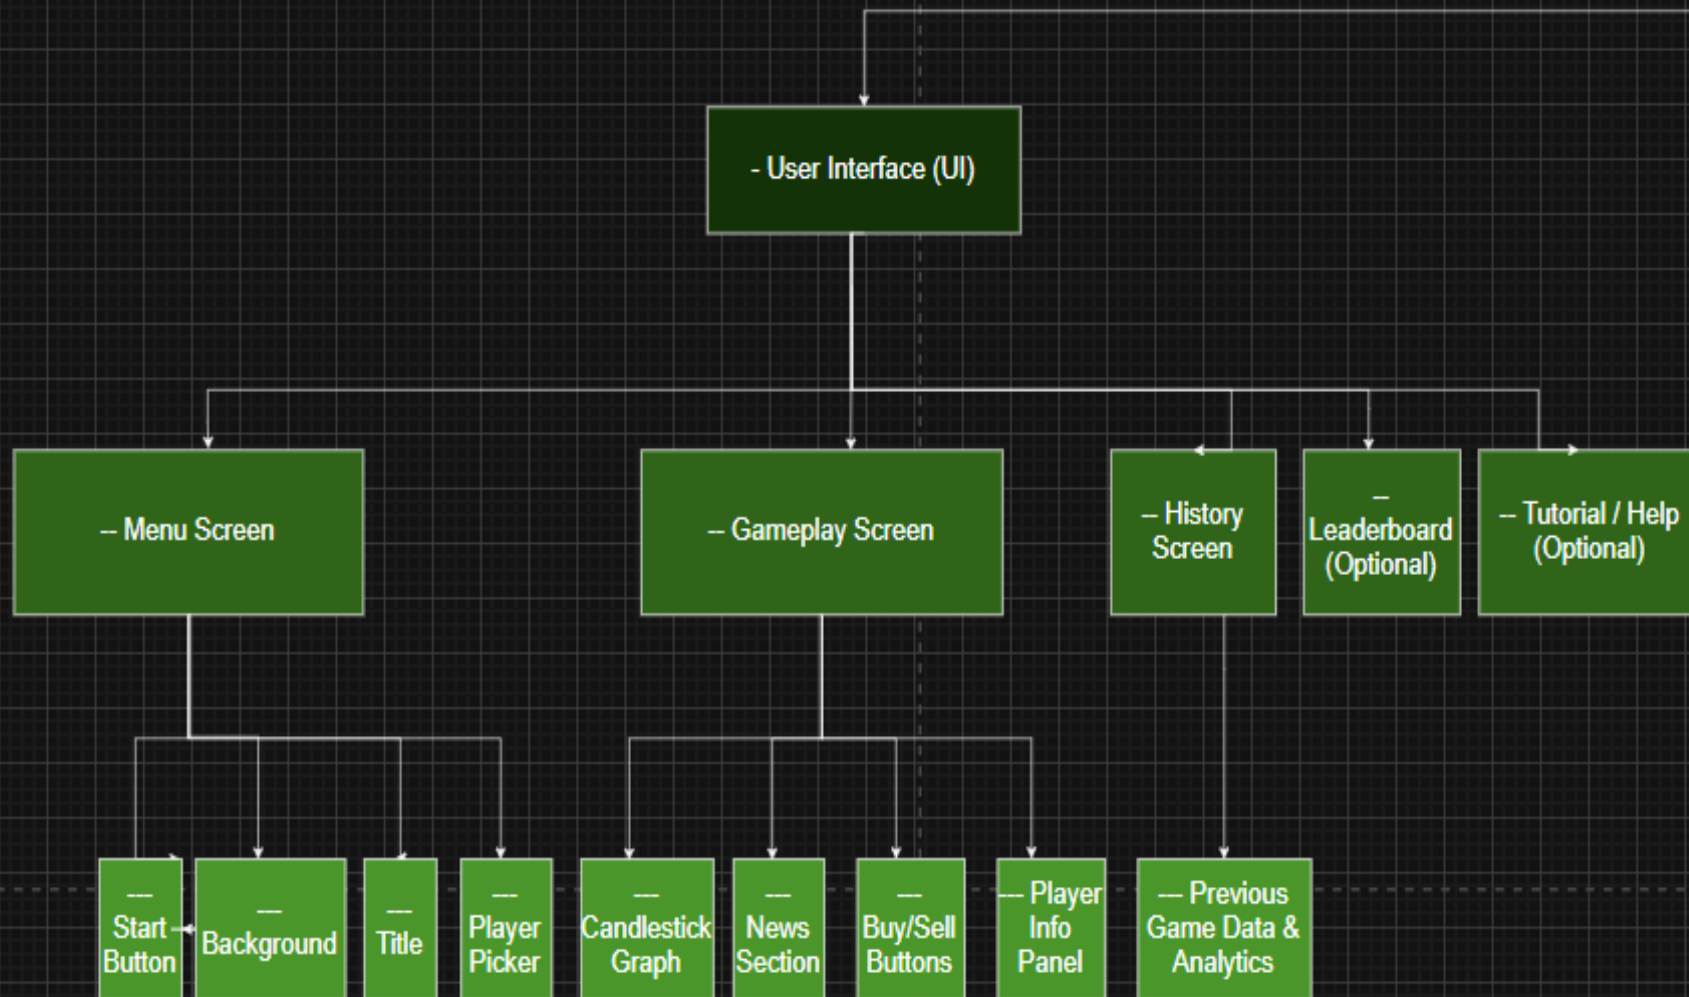 - User Interface (UI)
-- Menu Screen
-- Gameplay Screen
-- History
Screen
--
Leaderboard
(Optional)
-- Tutorial / Help
(Optional)
---
Start
Button
---
Background
---
Title
---
Player
Picker
---
Candlestick
Graph
---
News
Section
---
Buy/Sell
Buttons
--- Player
Info
Panel
--- Previous
Game Data &
Analytics